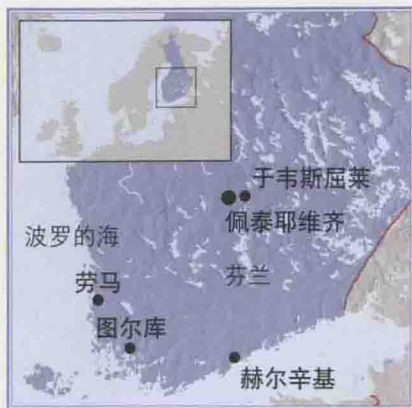 于韦斯屈莱
佩泰耶维齐
波罗的海
芬兰
劳马
图尔库
赫尔辛基